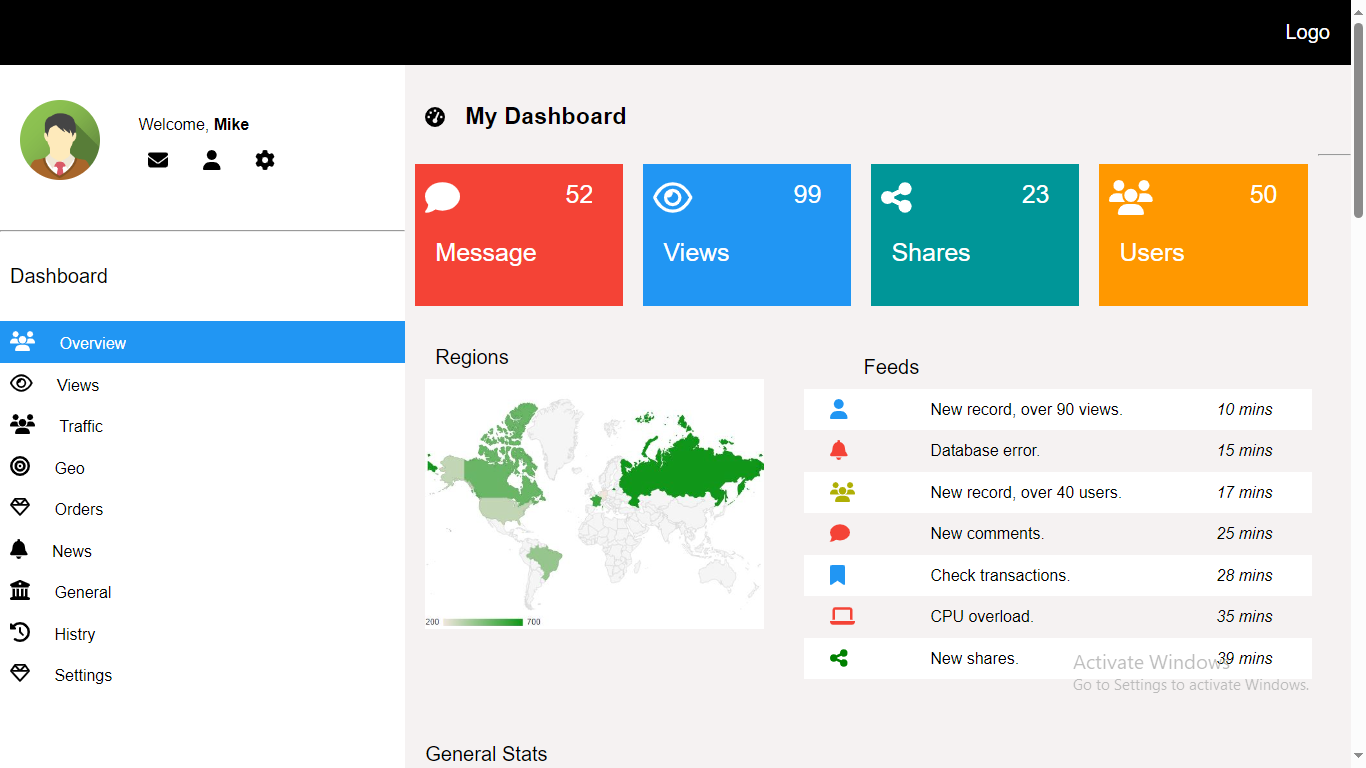 Logo
Welcome, Mike
Dashboard
Overview
Views
Traffic
Geo
Orders
News
General
Histry
Settings
My Dashboard
52
Message
99
Views
23
Shares
50
Users
Regions
200 700
Feeds
New record, over 90 views. 10 mins
Database error. 15 mins
New record, over 40 users. 17 mins
New comments. 25 mins
Check transactions. 28 mins
CPU overload. 35 mins
New shares. 39 mins
Activate Windows
Go to Settings to activate Windows.
General Stats